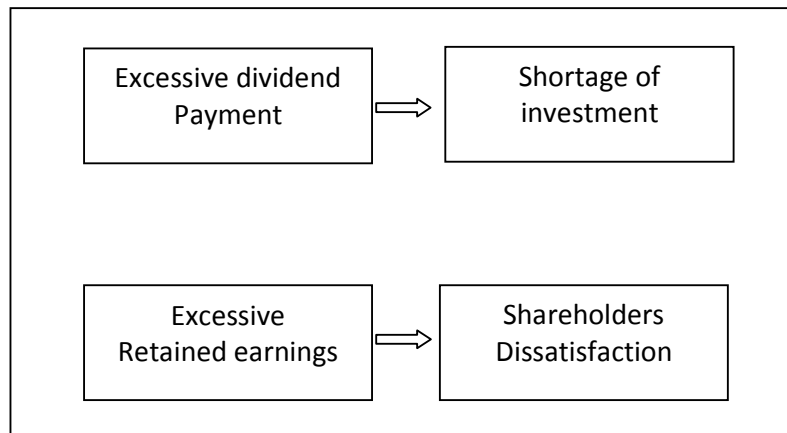 Excessive dividend
Payment
Shortage of
investment
Excessive
Retained earnings
Shareholders
Dissatisfaction